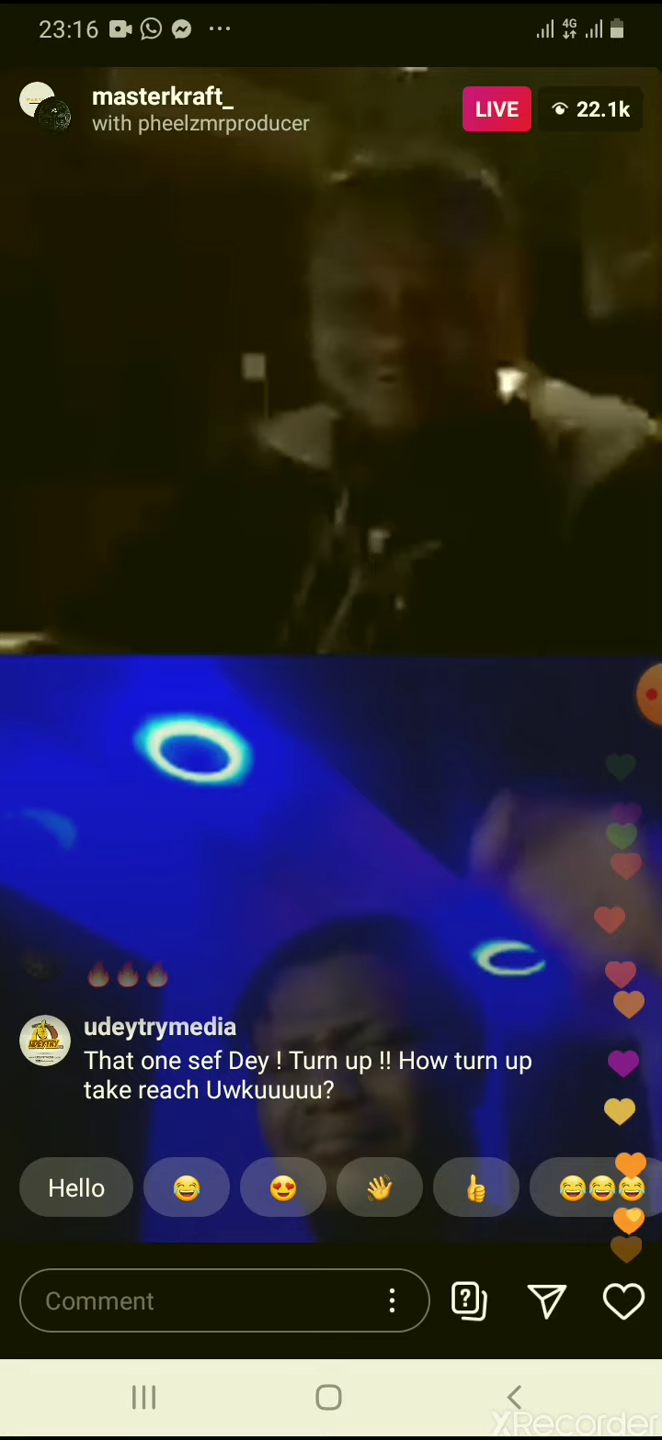 23:16
4G
masterkraft_
with pheelzmrproducer
LIVE
22.1k
udeytrymedia
That one sef Dey ! Turn up !! How turn up
take reach Uwkuuuuu?
Hello
Comment
XRecorder